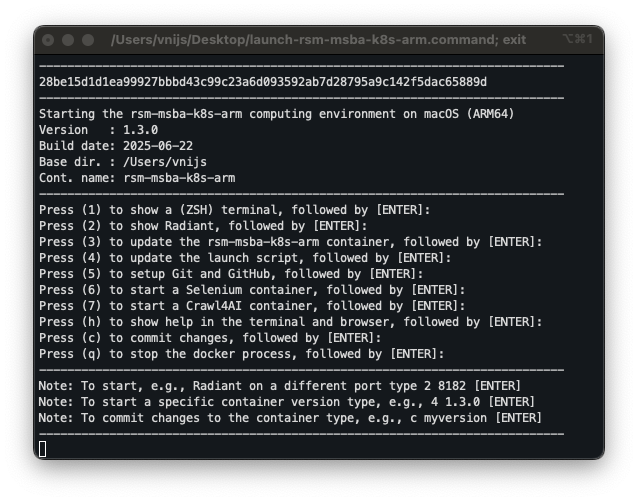 /Users/vnijs/Desktop/launch-rsm-msba-k8s-arm.command; exit ⌥⌘1
-----------------------------------------------------------------------
28be15d1d1ea99927bbbd43c99c23a6d093592ab7d28795a9c142f5dac65889d
-----------------------------------------------------------------------
Starting the rsm-msba-k8s-arm computing environment on macOS (ARM64)
Version   : 1.3.0
Build date: 2025-06-22
Base dir. : /Users/vnijs
Cont. name: rsm-msba-k8s-arm
-----------------------------------------------------------------------
Press (1) to show a (ZSH) terminal, followed by [ENTER]:
Press (2) to show Radiant, followed by [ENTER]:
Press (3) to update the rsm-msba-k8s-arm container, followed by [ENTER]:
Press (4) to update the launch script, followed by [ENTER]:
Press (5) to setup Git and GitHub, followed by [ENTER]:
Press (6) to start a Selenium container, followed by [ENTER]:
Press (7) to start a Crawl4AI container, followed by [ENTER]:
Press (h) to show help in the terminal and browser, followed by [ENTER]:
Press (c) to commit changes, followed by [ENTER]:
Press (q) to stop the docker process, followed by [ENTER]:
-----------------------------------------------------------------------
Note: To start, e.g., Radiant on a different port type 2 8182 [ENTER]
Note: To start a specific container version type, e.g., 4 1.3.0 [ENTER]
Note: To commit changes to the container type, e.g., c myversion [ENTER]
-----------------------------------------------------------------------